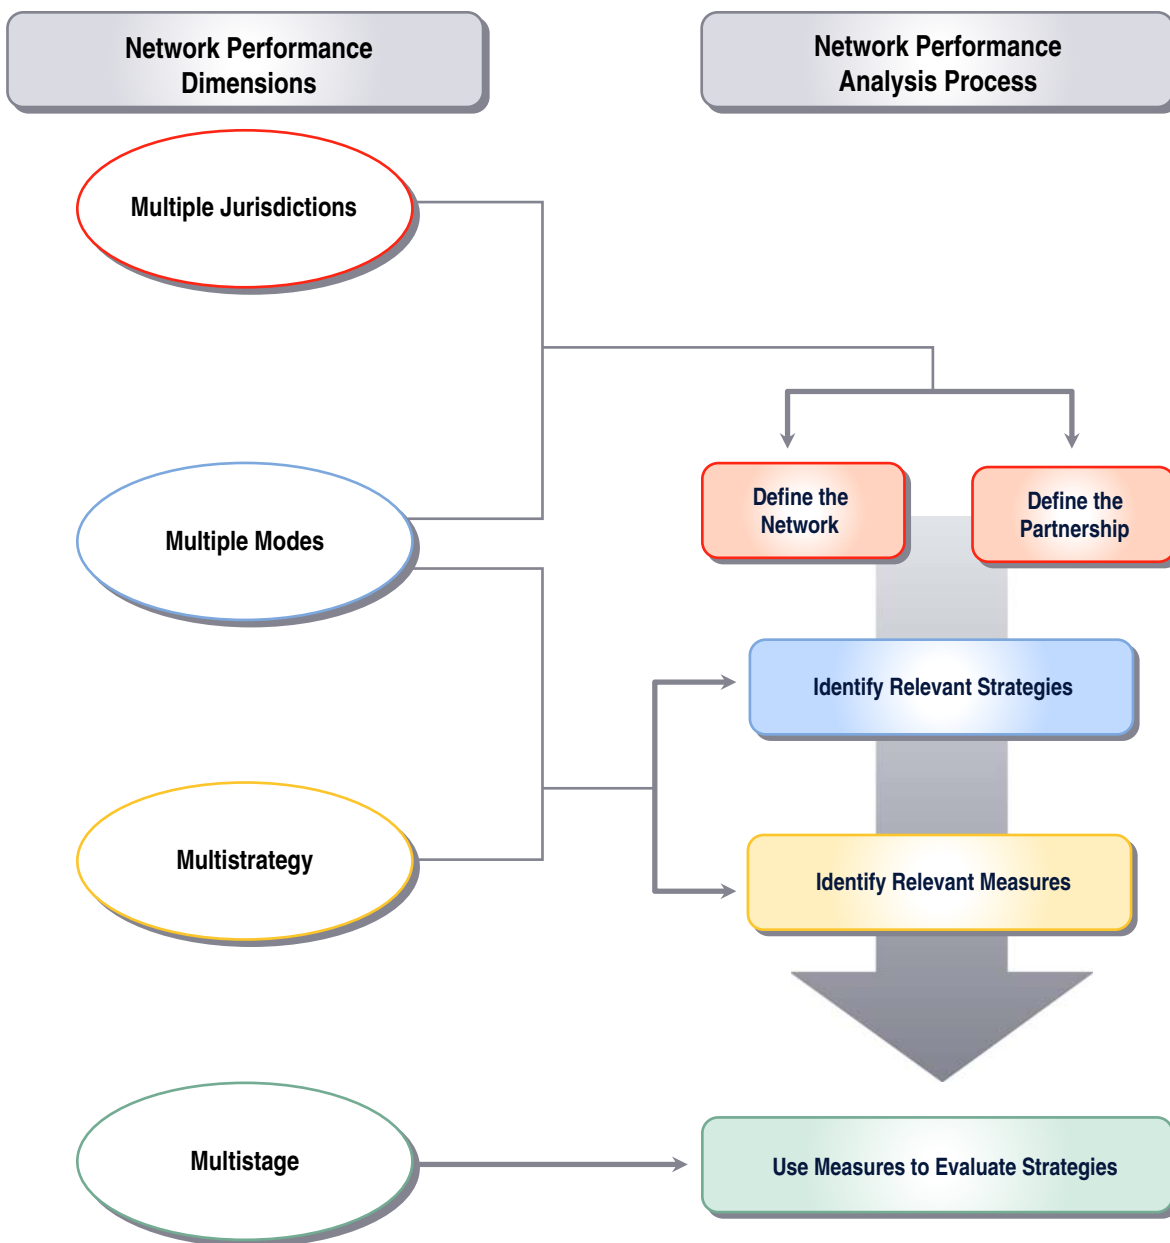 Network Performance
Dimensions
Network Performance
Analysis Process
Multiple Jurisdictions
Multiple Modes
Define the
Network
Define the
Partnership
Identify Relevant Strategies
Multistrategy
Identify Relevant Measures
Multistage
Use Measures to Evaluate Strategies